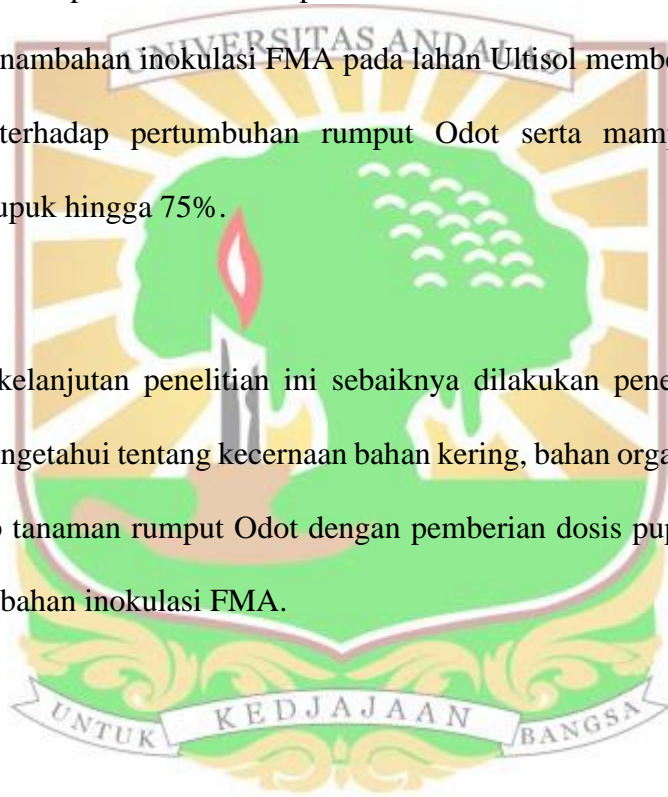 UNIVERSITAS ANDALAS
nambahan inokulasi FMA pada lahan Ultisol membe
terhadap pertumbuhan rumput Odot serta mamp
upuk hingga 75%.
kelanjutan penelitian ini sebaiknya dilakukan pene
ngetahui tentang kecernaan bahan kering, bahan orga
tanaman rumput Odot dengan pemberian dosis pup
bahan inokulasi FMA.
UNTUK KEDJAJAAN BANGSA